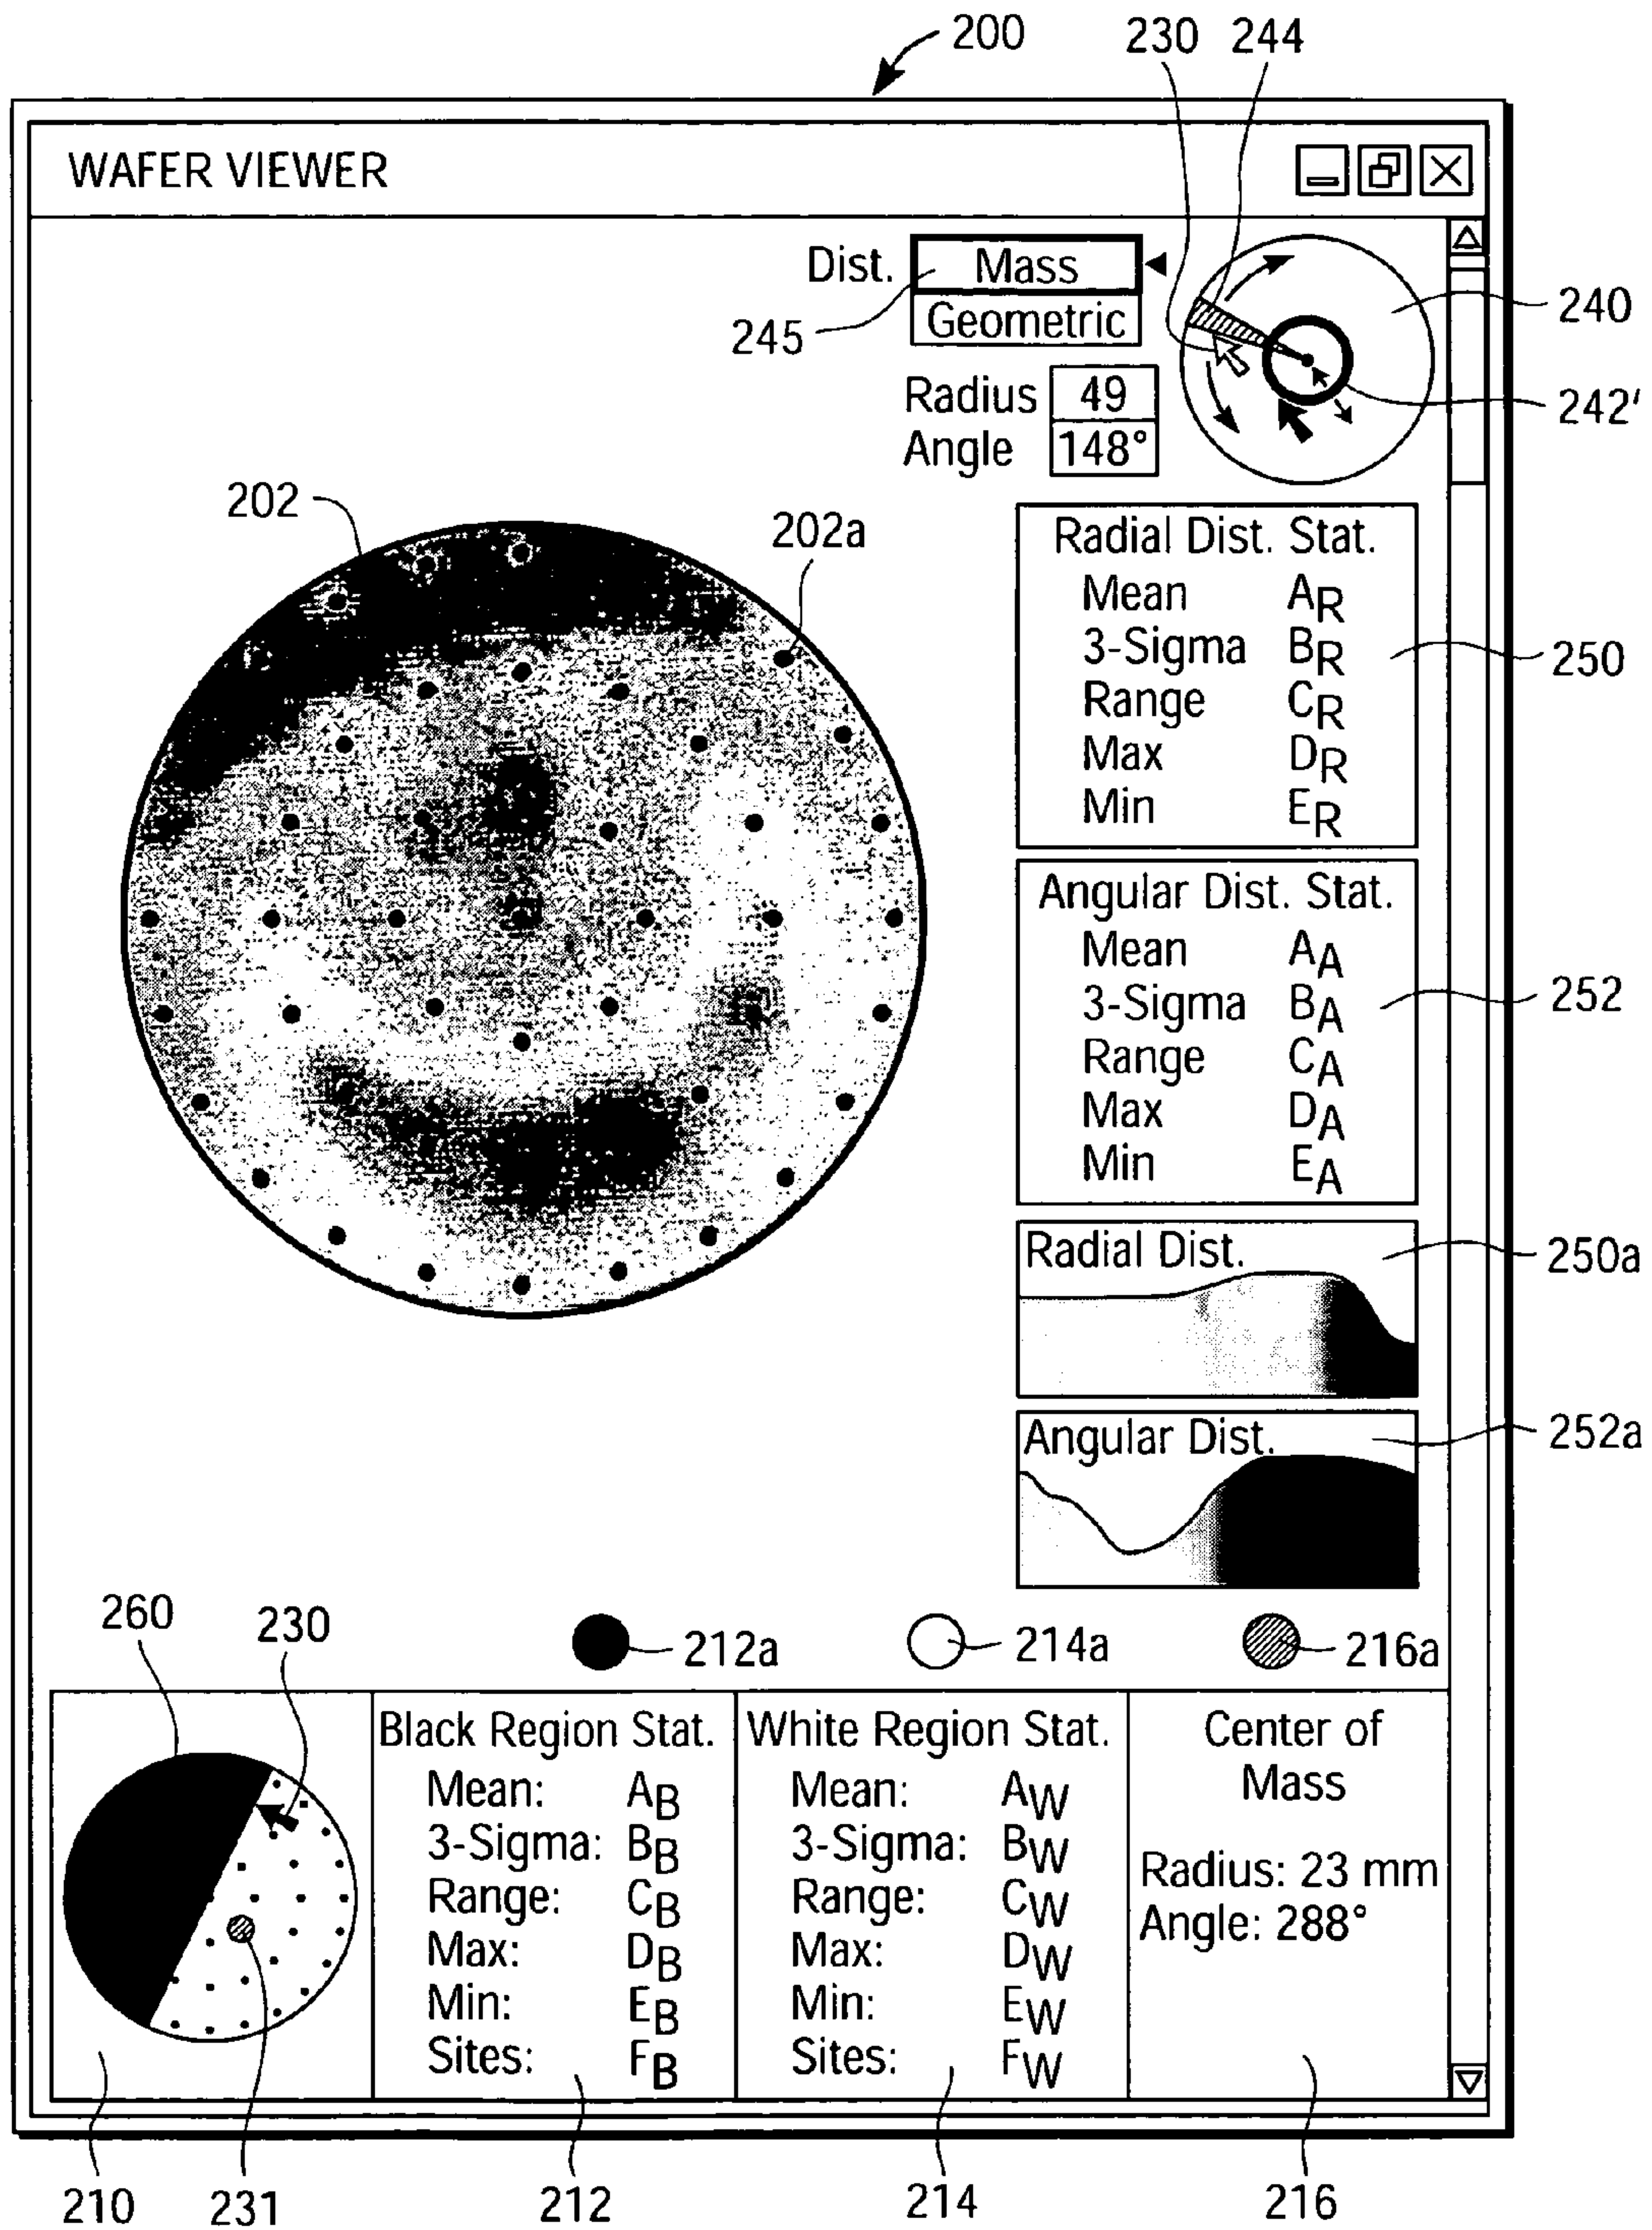 200
230 244
WAFER VIEWER
Dist. Mass
Geometric
245
240
Radius 49
Angle 148°
242'
202
202a
Radial Dist. Stat.
Mean AR
3-Sigma BR
Range CR
Max DR
Min ER
250
Angular Dist. Stat.
Mean AA
3-Sigma BA
Range CA
Max DA
Min EA
252
Radial Dist.
250a
Angular Dist.
252a
260 230
212a 214a 216a
Black Region Stat.
Mean: AB
3-Sigma: BB
Range: CB
Max: DB
Min: EB
Sites: FB
White Region Stat.
Mean: AW
3-Sigma: BW
Range: CW
Max: DW
Min: EW
Sites: FW
Center of
Mass
Radius: 23 mm
Angle: 288°
210 231 212 214 216